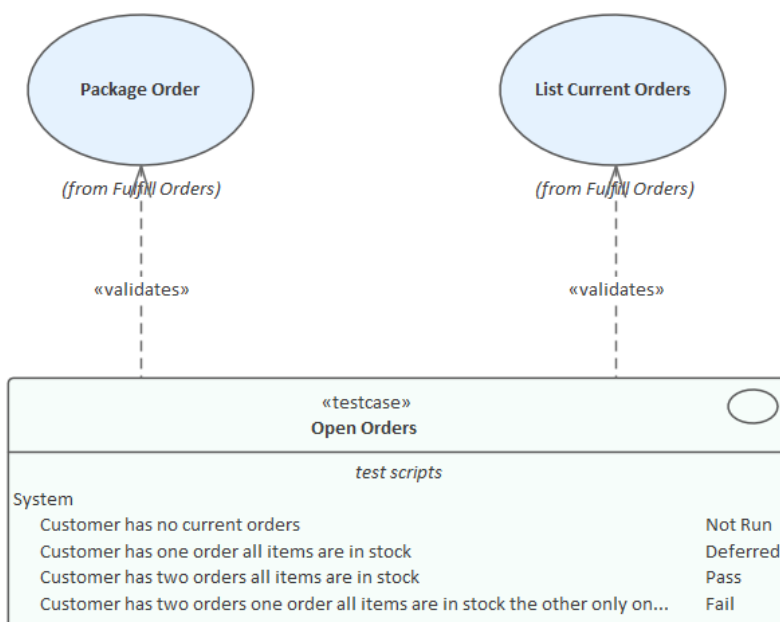 Package Order
List Current Orders
(from Fulfill Orders)
(from Fulfill Orders)
«validates»
«validates»
«testcase»
Open Orders
test scripts
System
Customer has no current orders Not Run
Customer has one order all items are in stock Deferred
Customer has two orders all items are in stock Pass
Customer has two orders one order all items are in stock the other only on... Fail